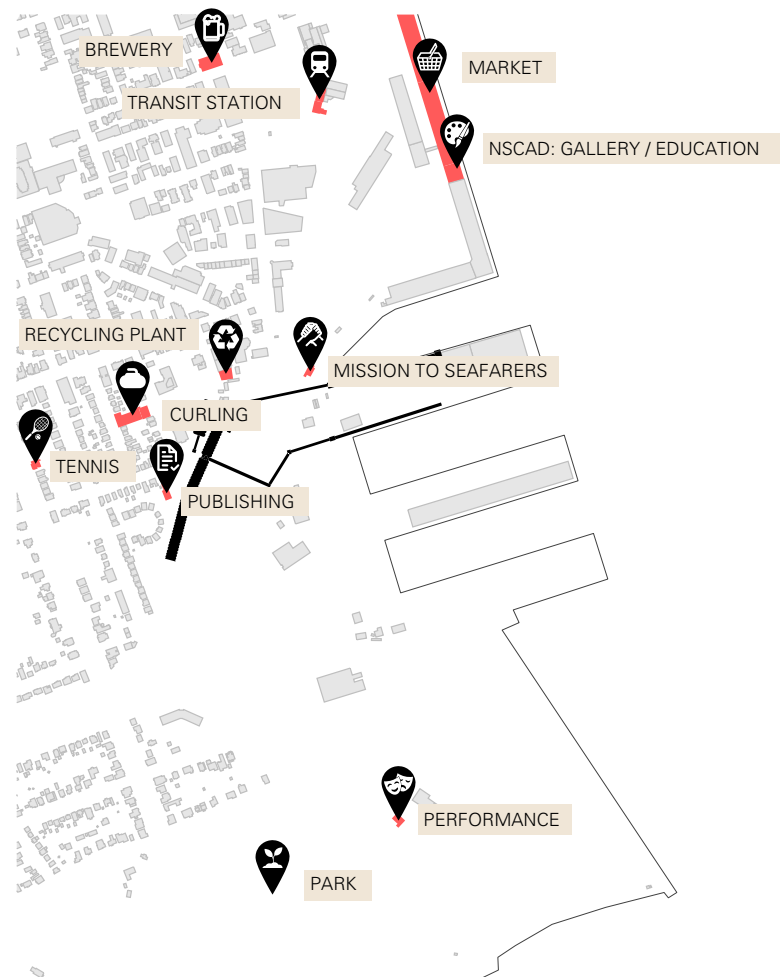 BREWERY
MARKET
TRANSIT STATION
NSCAD: GALLERY / EDUCATION
RECYCLING PLANT
MISSION TO SEAFARERS
CURLING
TENNIS
PUBLISHING
PERFORMANCE
PARK